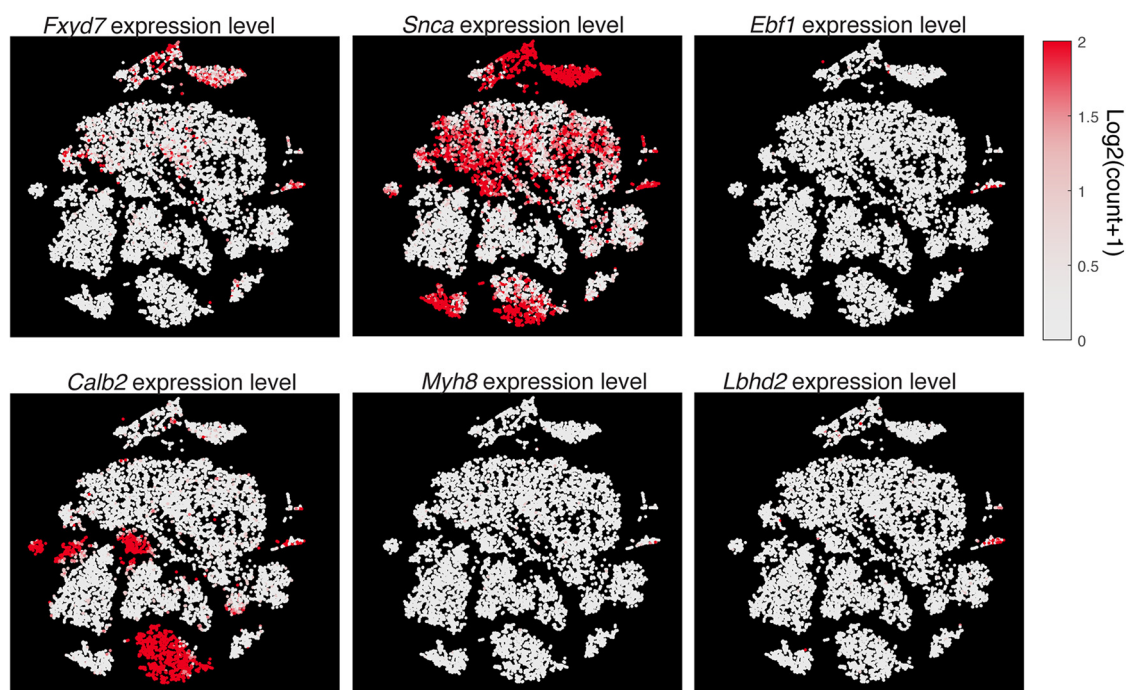 Fxyd7 expression level
Snca expression level
Ebf1 expression level
2
1.5
1
0.5
0
Log2(count+1)
Calb2 expression level
Myh8 expression level
Lbhd2 expression level